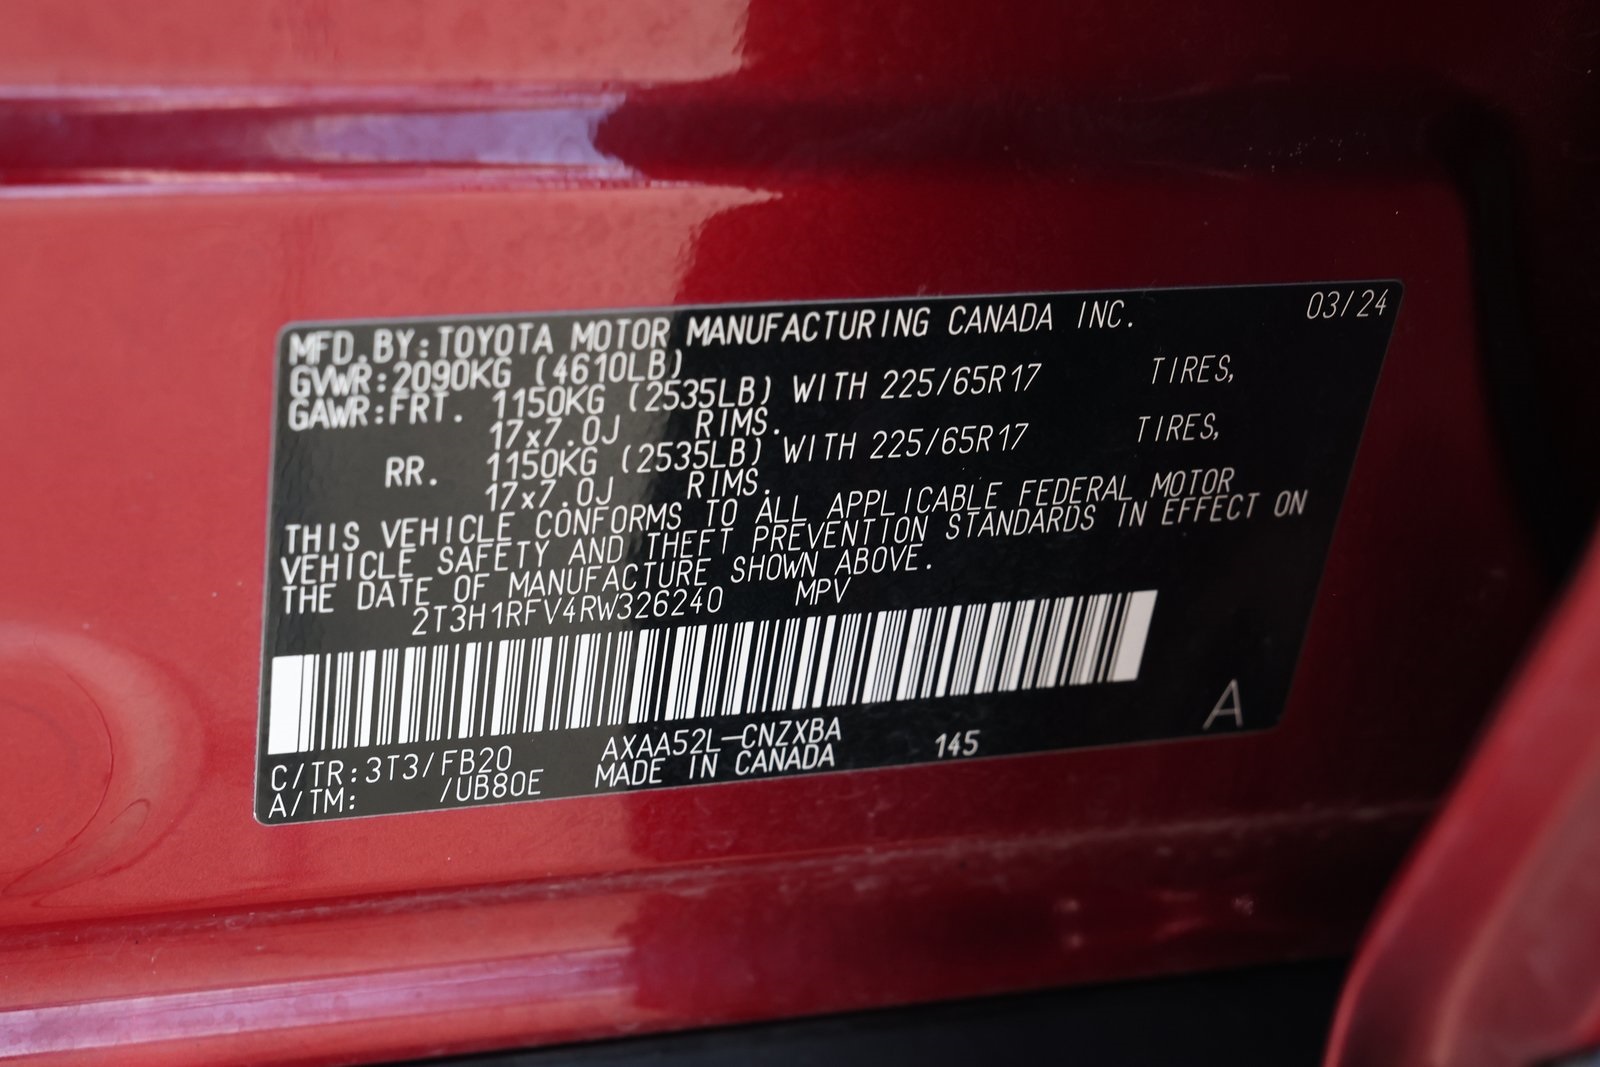 MFD.BY:TOYOTA MOTOR MANUFACTURING CANADA INC. 03/24
GVWR:2090KG (4610LB)
GAWR:FRT. 1150KG (2535LB) WITH 225/65R17 TIRES,
17x7.0J RIMS.
RR. 1150KG (2535LB) WITH 225/65R17 TIRES,
17x7.0J RIMS.
THIS VEHICLE CONFORMS TO ALL APPLICABLE FEDERAL MOTOR
VEHICLE SAFETY AND THEFT PREVENTION STANDARDS IN EFFECT ON
THE DATE OF MANUFACTURE SHOWN ABOVE.
2T3H1RFV4RW326240 MPV
A
C/TR:3T3/FB20 AXAA52L-CNZXBA 145
A/TM: /UB80E MADE IN CANADA